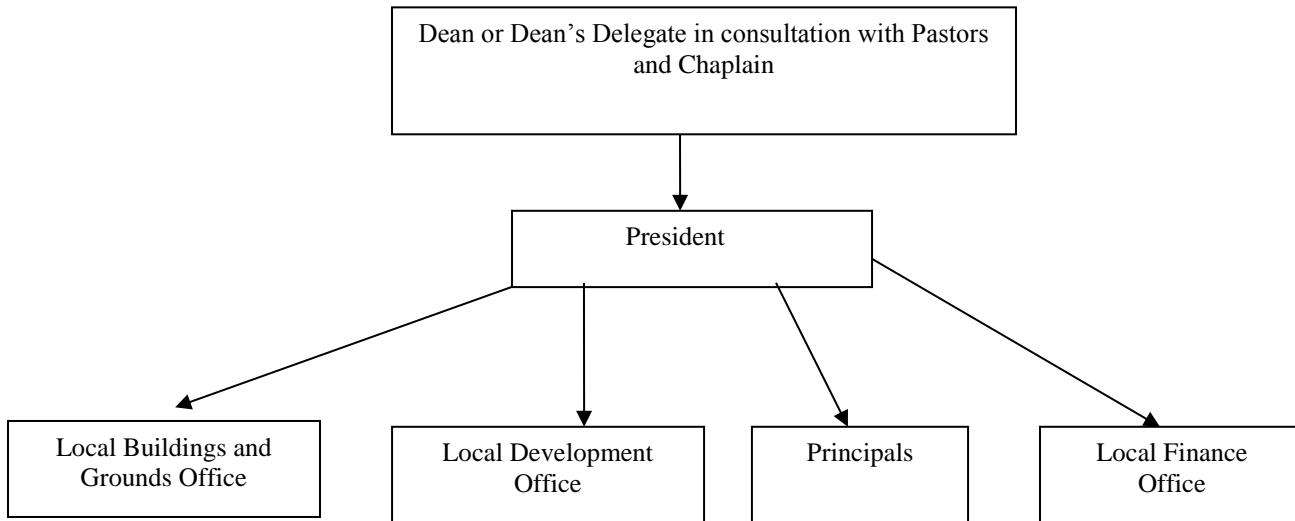 Dean or Dean’s Delegate in consultation with Pastors
and Chaplain
President
Local Buildings and
Grounds Office
Local Development
Office
Principals
Local Finance
Office